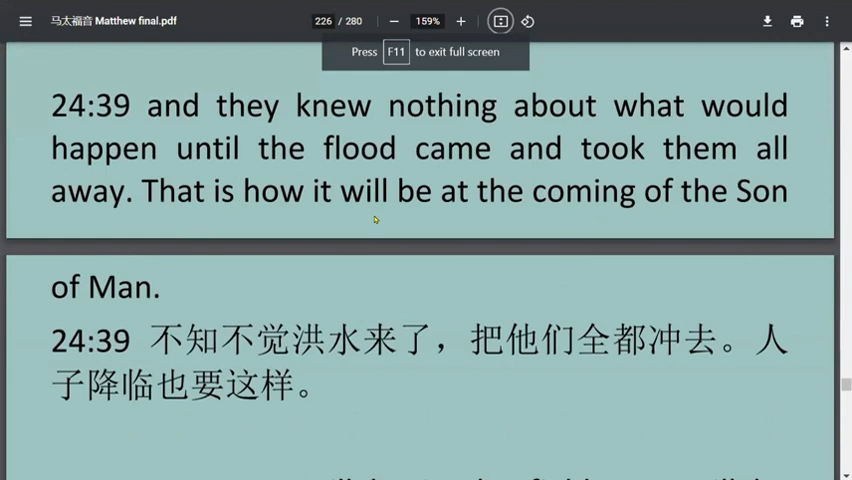 马太福音 Matthew final.pdf 226 / 280 159%
Press F11 to exit full screen
24:39 and they knew nothing about what would
happen until the flood came and took them all
away. That is how it will be at the coming of the Son
of Man.
24:39 不知不觉洪水来了，把他们全都冲去。人
子降临也要这样。